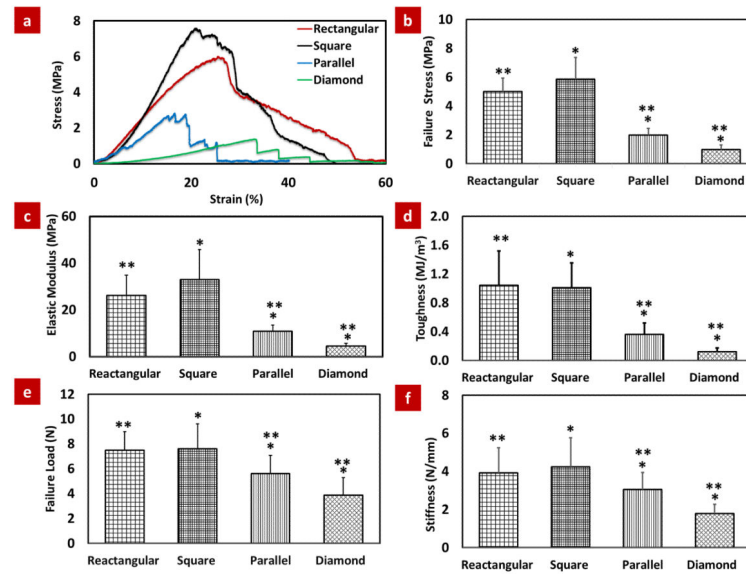 a
8
6
4
2
0
Stress (MPa)
Rectangular
Square
Parallel
Diamond
0 20 40 60
Strain (%)
b
10
8
6
4
2
0
Failure Stress (MPa)
** * ** * ** *
Reactangular Square Parallel Diamond
c
60
40
20
0
Elastic Modulus (MPa)
** * ** * ** *
Reactangular Square Parallel Diamond
d
2.0
1.6
1.2
0.8
0.4
0.0
Toughness (MJ/m³)
** * ** * ** *
Reactangular Square Parallel Diamond
e
12
10
8
6
4
2
0
Failure Load (N)
** * ** * ** *
Reactangular Square Parallel Diamond
f
8
6
4
2
0
Stiffness (N/mm)
** * ** * ** *
Reactangular Square Parallel Diamond